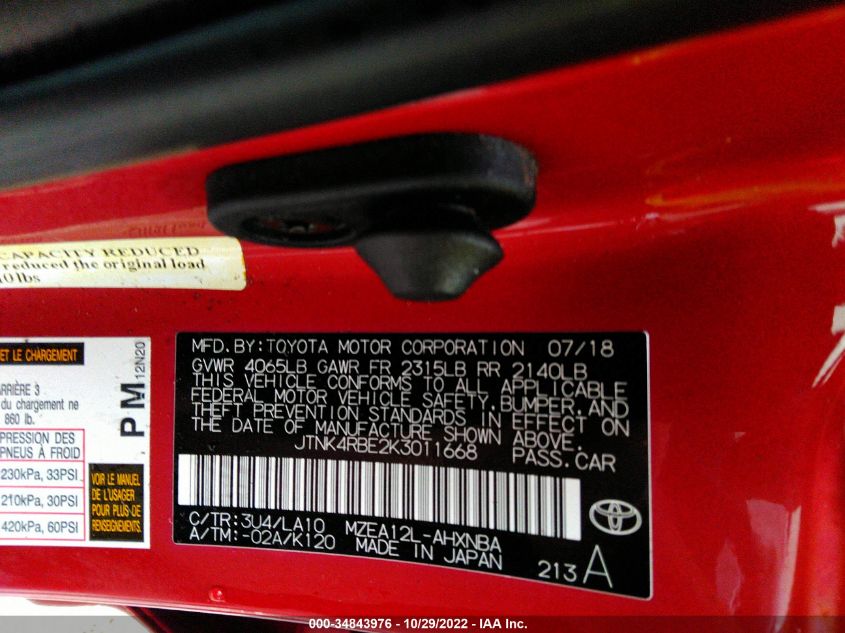 CAPACITY REDUCED
reduced the original load
lbs
ET LE CHARGEMENT
ARRIÈRE 3
du chargement ne
860 lb.
PRESSION DES
PNEUS À FROID
230kPa, 33PSI
210kPa, 30PSI
420kPa, 60PSI
VOIR LE MANUEL
DE L'USAGER
POUR PLUS-DE
RENSEIGNEMENTS
PM 12N20
MFD.BY:TOYOTA MOTOR CORPORATION 07/18
GVWR 4065LB GAWR FR 2315LB RR 2140LB
THIS VEHICLE CONFORMS TO ALL APPLICABLE
FEDERAL MOTOR VEHICLE SAFETY,BUMPER,AND
THEFT PREVENTION STANDARDS IN EFFECT ON
THE DATE OF MANUFACTURE SHOWN ABOVE.
JTNK4RBE2K3011668 PASS.CAR
C/TR:3U4/LA10 MZEA12L-AHXNBA
A/TM:-02A/K120 MADE IN JAPAN
213A
000-34843976 - 10/29/2022 - IAA Inc.